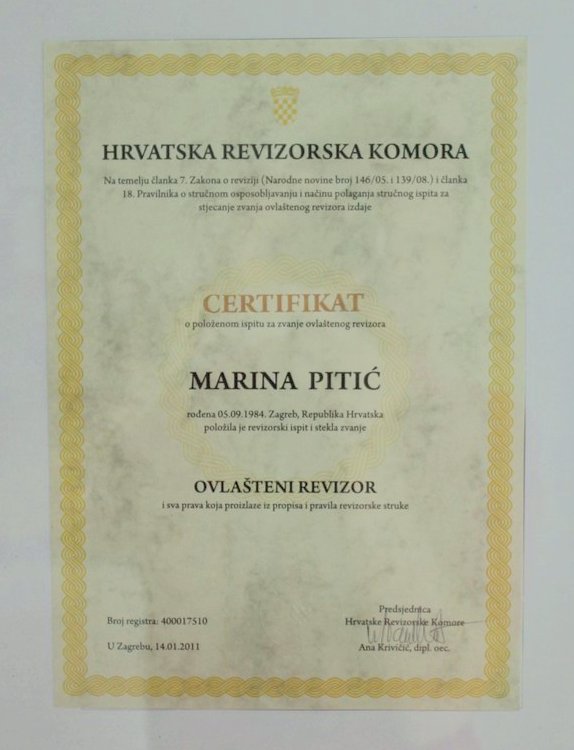 HRVATSKA REVIZORSKA KOMORA
Na temelju članka 7. Zakona o reviziji (Narodne novine broj 146/05. i 139/08.) i članka
18. Pravilnika o stručnom osposobljavanju i načinu polaganja stručnog ispita za
stjecanje zvanja ovlaštenog revizora izdaje
CERTIFIKAT
o položenom ispitu za zvanje ovlaštenog revizora
MARINA PITIĆ
rođena 05.09.1984. Zagreb, Republika Hrvatska
položila je revizorski ispit i stekla zvanje
OVLAŠTENI REVIZOR
i sva prava koja proizlaze iz propisa i pravila revizorske struke
Predsjednica
Broj registra: 400017510
Hrvatske Revizorske Komore
U Zagrebu, 14.01.2011
Ana Krivičić, dipl. oec.